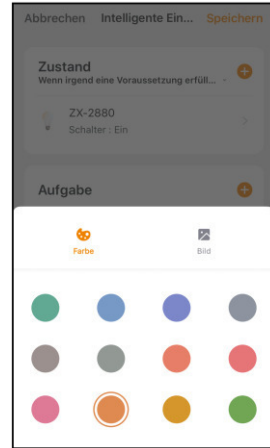 Abbrechen Intelligente Ein... Speichern
Zustand
Wenn irgend eine Voraussetzung erfüll...
ZX-2880
Schalter : Ein
Aufgabe
Farbe Bild